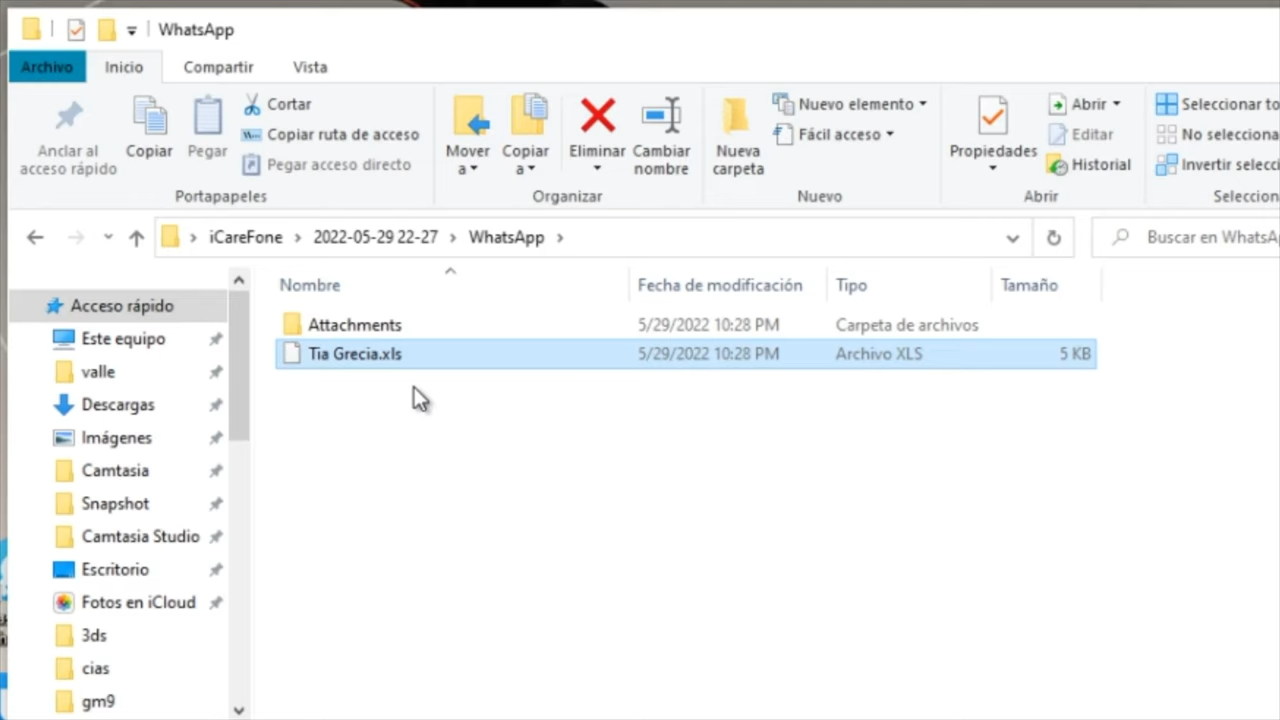 WhatsApp
Archivo Inicio Compartir Vista
Anclar al acceso rápido
Copiar
Pegar
Cortar
Copiar ruta de acceso
Pegar acceso directo
Portapapeles
Mover a
Copiar a
Eliminar
Cambiar nombre
Organizar
Nueva carpeta
Nuevo elemento
Fácil acceso
Nuevo
Propiedades
Abrir
Editar
Historial
Abrir
Seleccionar to
No selecciona
Invertir selecci
Seleccion
iCareFone > 2022-05-29 22-27 > WhatsApp >
Buscar en WhatsA
Nombre Fecha de modificación Tipo Tamaño
Attachments 5/29/2022 10:28 PM Carpeta de archivos
Tia Grecia.xls 5/29/2022 10:28 PM Archivo XLS 5 KB
Acceso rápido
Este equipo
valle
Descargas
Imágenes
Camtasia
Snapshot
Camtasia Studio
Escritorio
Fotos en iCloud
3ds
cias
gm9